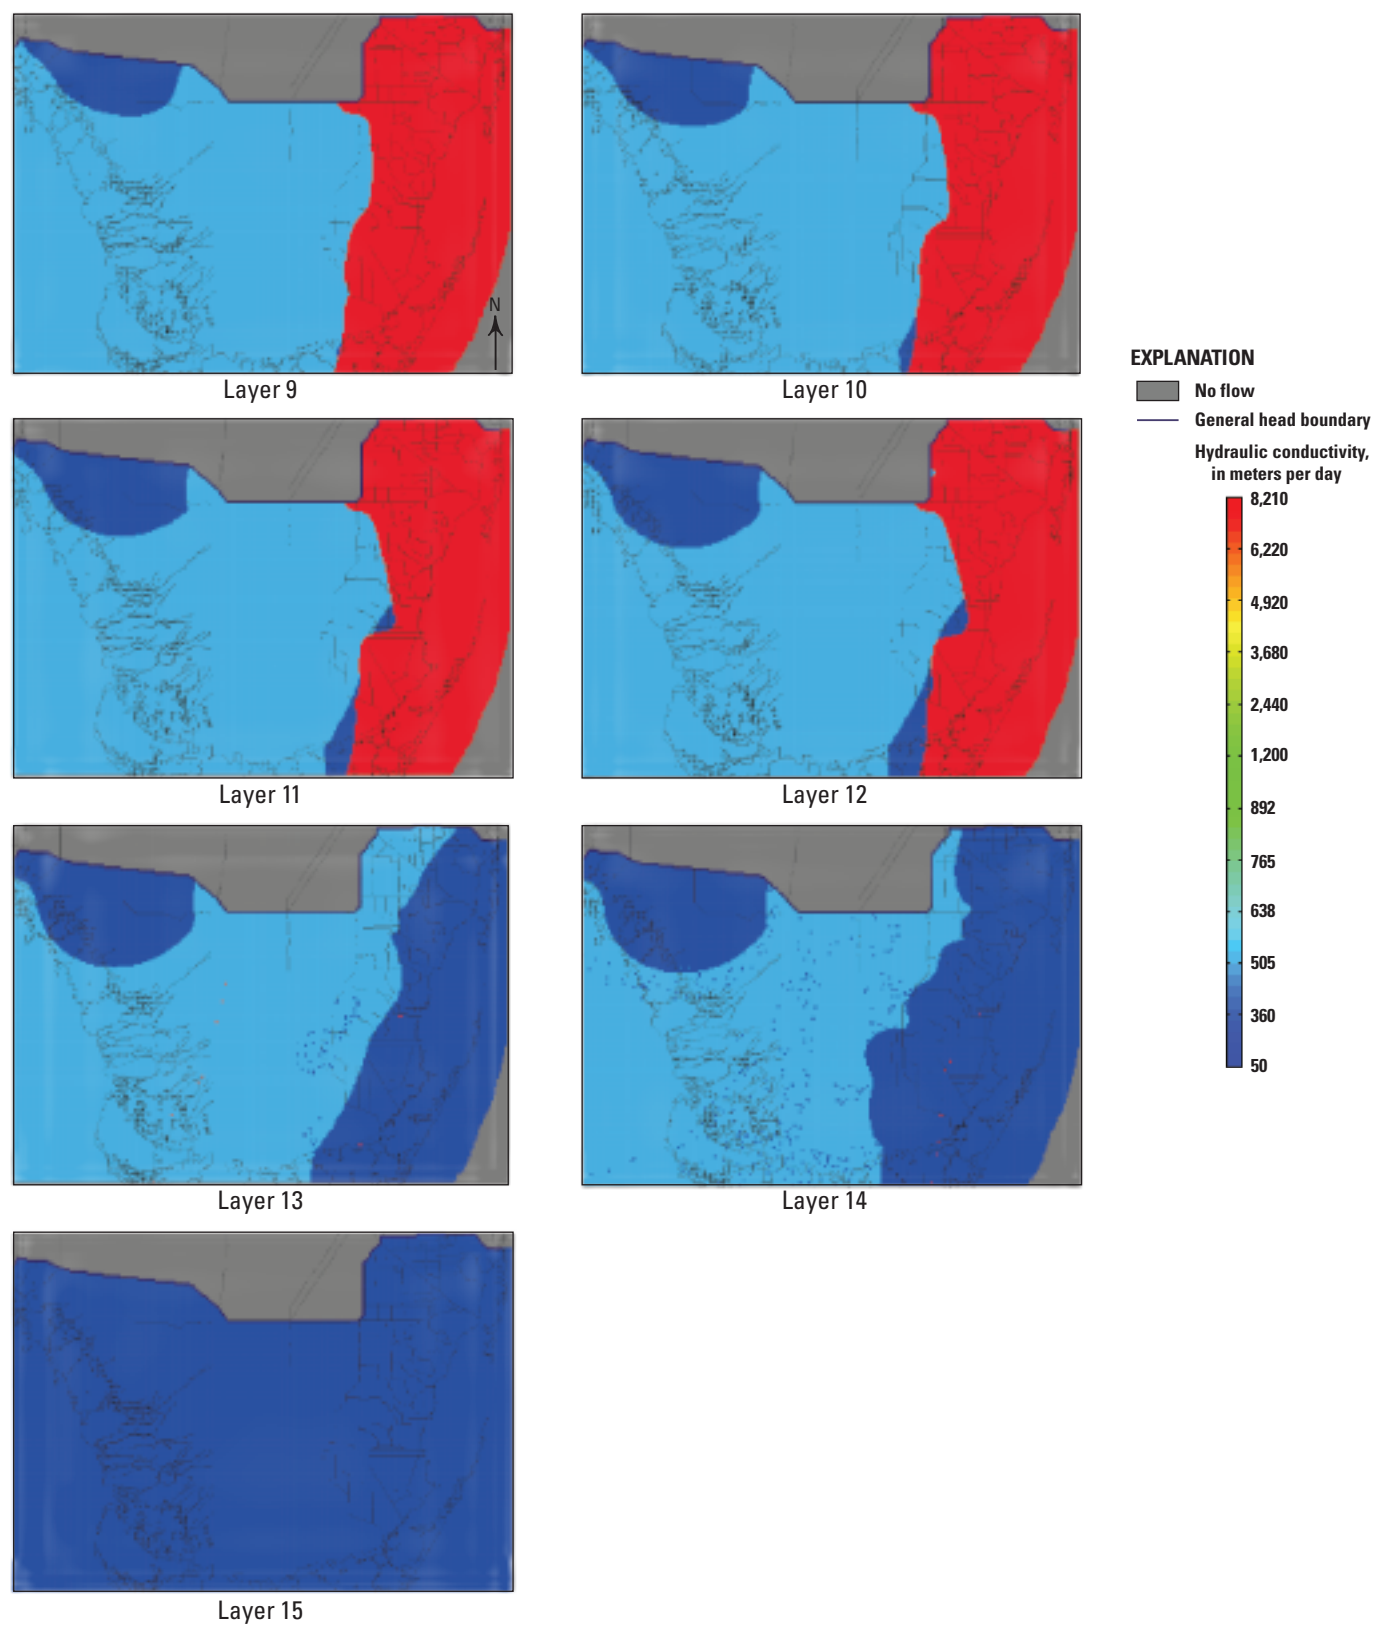 N
Layer 9
Layer 10
EXPLANATION
No flow
General head boundary
Hydraulic conductivity,
in meters per day
8,210
6,220
4,920
3,680
2,440
1,200
892
765
638
505
360
50
Layer 11
Layer 12
Layer 13
Layer 14
Layer 15